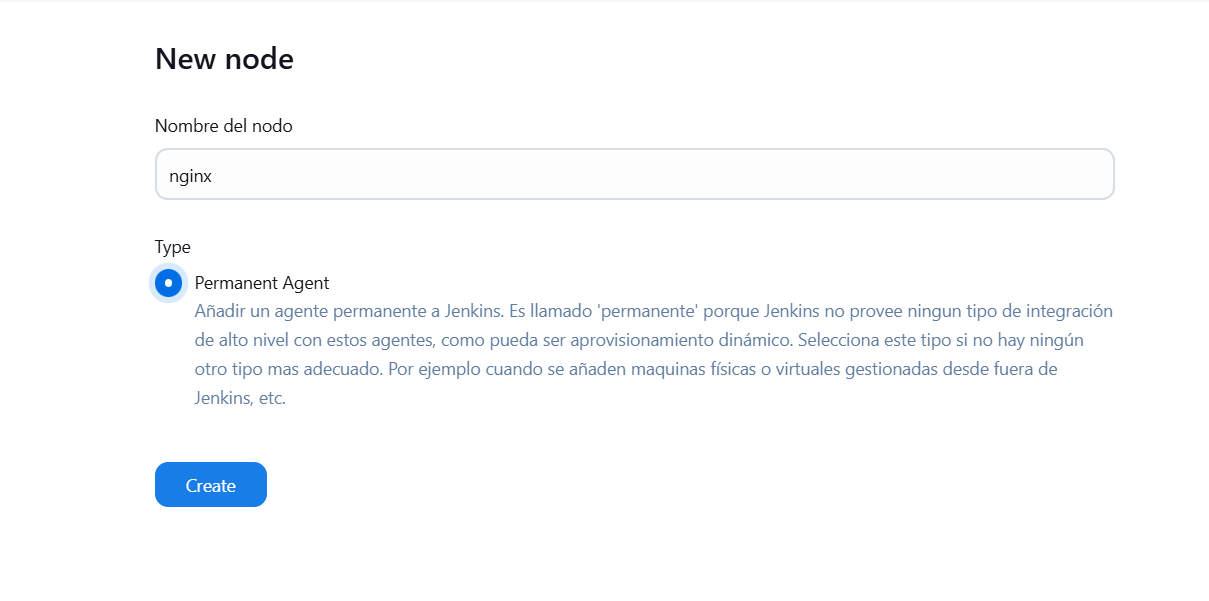 New node
Nombre del nodo
nginx
Type
Permanent Agent
Añadir un agente permanente a Jenkins. Es llamado 'permanente' porque Jenkins no provee ningun tipo de integración
de alto nivel con estos agentes, como pueda ser aprovisionamiento dinámico. Selecciona este tipo si no hay ningún
otro tipo mas adecuado. Por ejemplo cuando se añaden maquinas físicas o virtuales gestionadas desde fuera de
Jenkins, etc.
Create